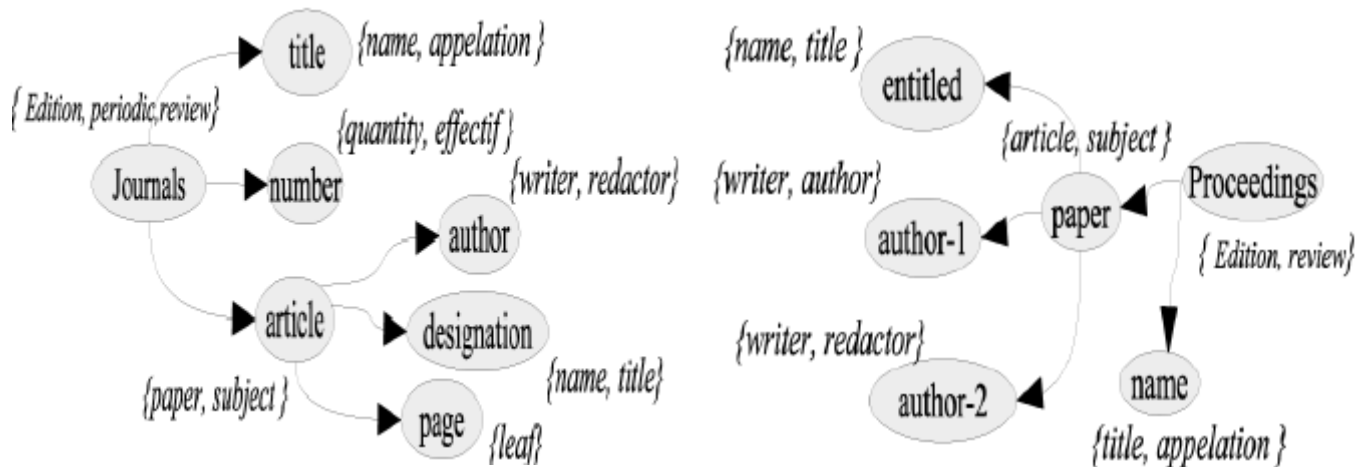 title
{name, appelation }
{ Edition, periodic,review}
{quantity, effectif }
Journals
number
{writer, redactor}
author
article
designation
{paper, subject }
{name, title}
page
{leaf}
{name, title }
entitled
{article, subject }
{writer, author}
Proceedings
paper
author-1
{ Edition, review}
{writer, redactor}
author-2
name
{title, appelation }